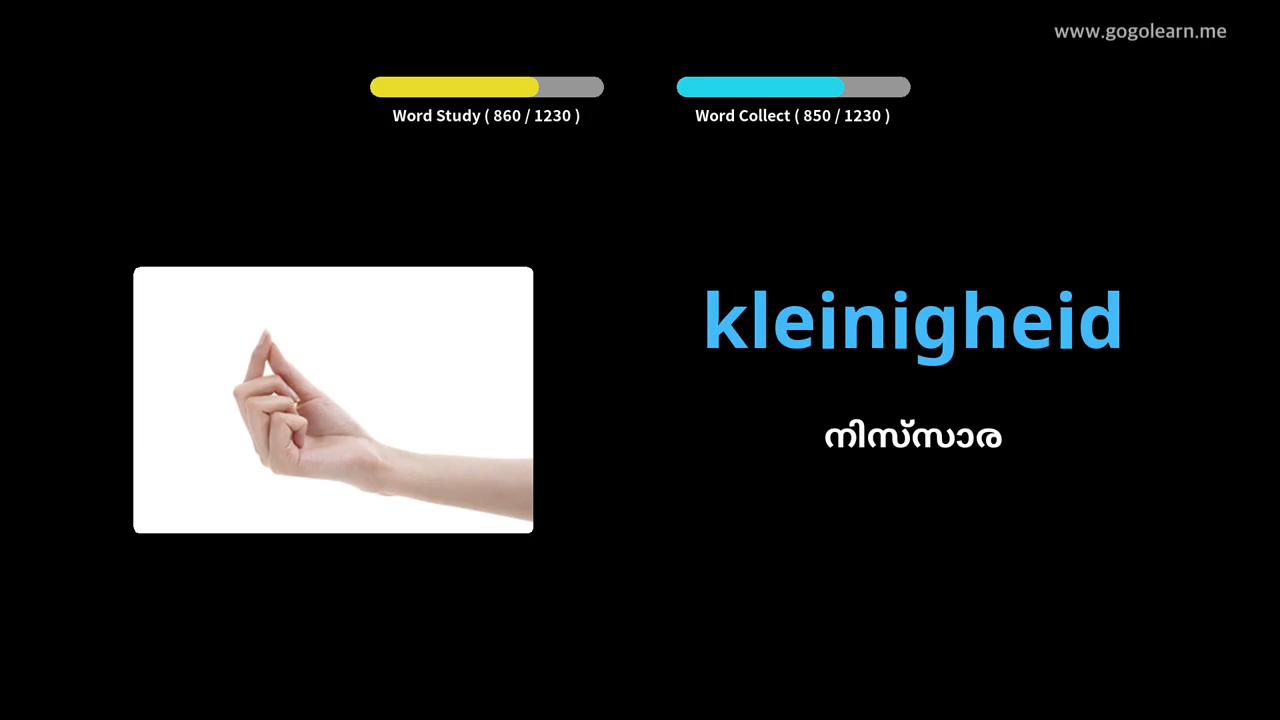 www.gogolearn.me
Word Study ( 860 / 1230 )
Word Collect ( 850 / 1230 )
kleinigheid
നിസ്സാര